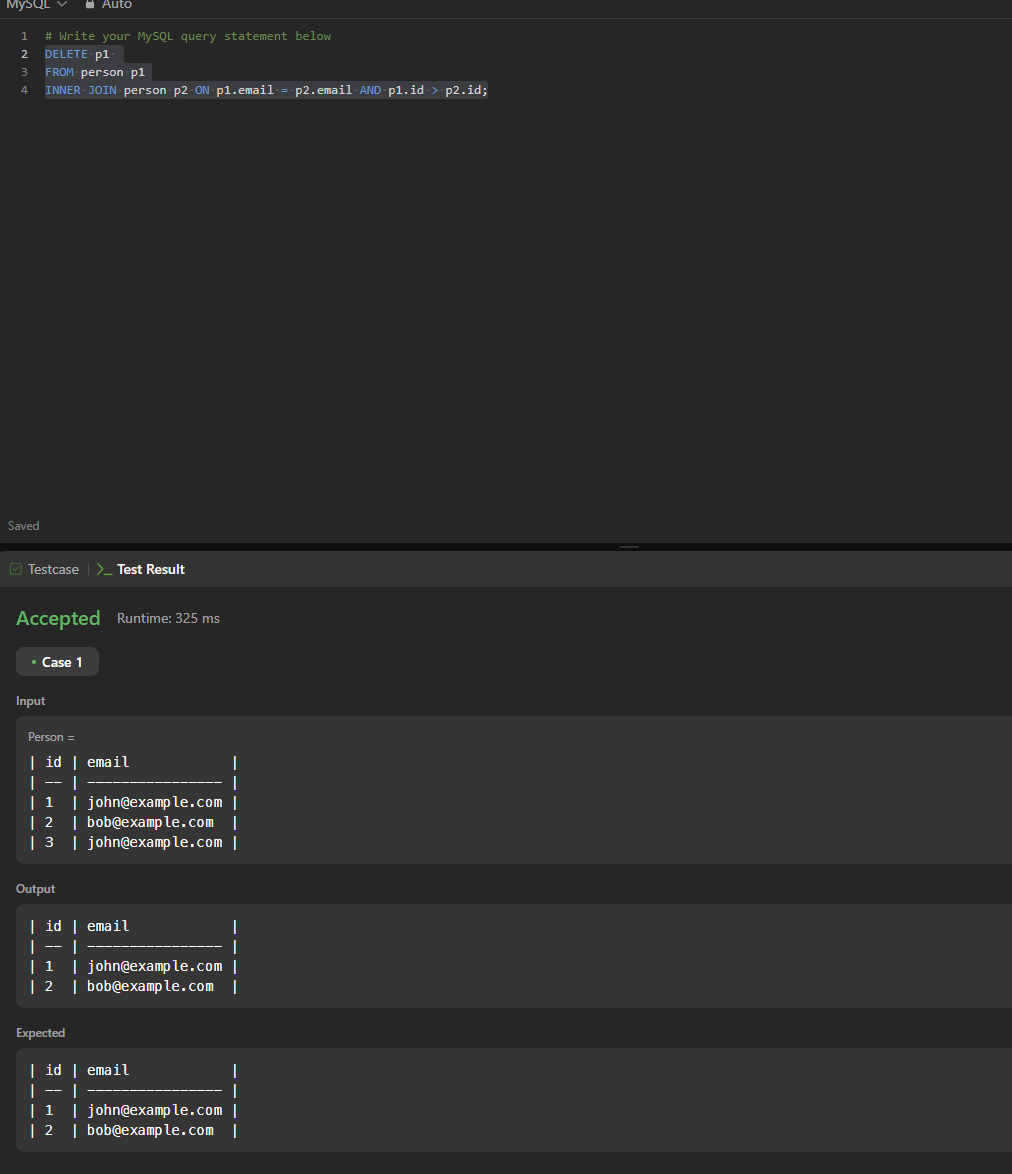 MySQL Auto
1 # Write your MySQL query statement below
2 DELETE p1
3 FROM person p1
4 INNER JOIN person p2 ON p1.email = p2.email AND p1.id > p2.id;
Saved
Testcase | >_ Test Result
Accepted Runtime: 325 ms
• Case 1
Input
Person =
| id | email            |
| -- | ---------------- |
| 1  | john@example.com |
| 2  | bob@example.com  |
| 3  | john@example.com |
Output
| id | email            |
| -- | ---------------- |
| 1  | john@example.com |
| 2  | bob@example.com  |
Expected
| id | email            |
| -- | ---------------- |
| 1  | john@example.com |
| 2  | bob@example.com  |